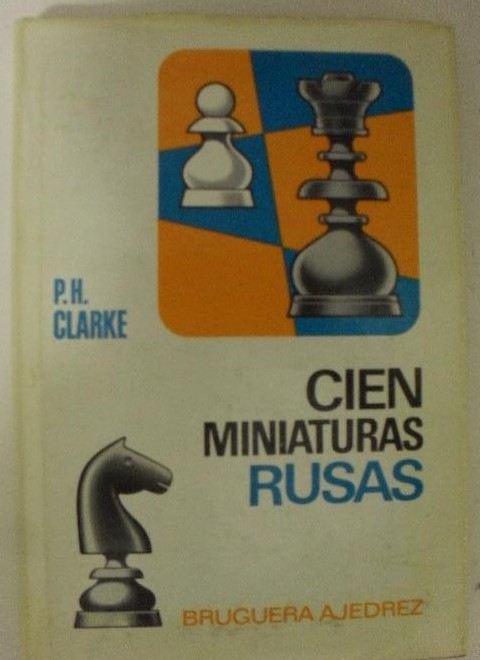 P.H.
CLARKE
CIEN
MINIATURAS
RUSAS
BRUGUERA AJEDREZ